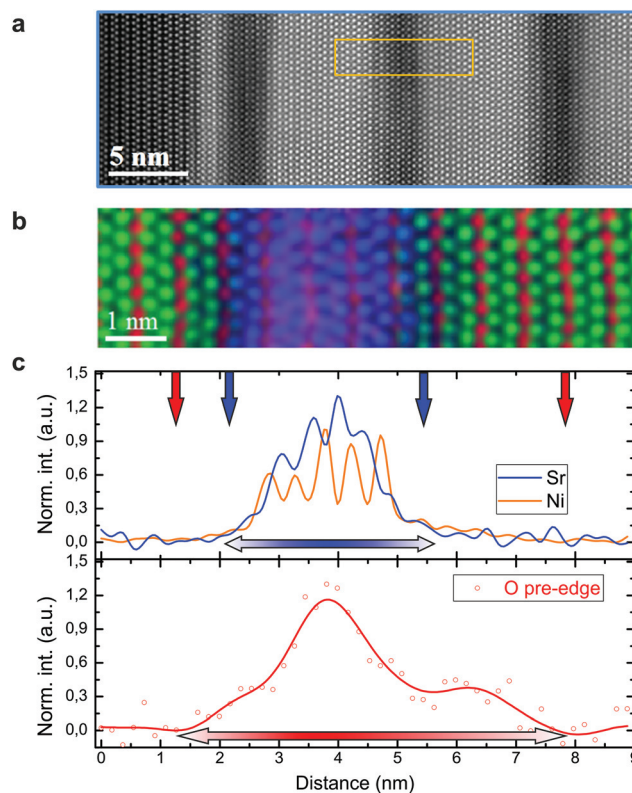 a
5 nm
b
1 nm
c
Norm. int. (a.u.)
1,5
1,2
0,9
0,6
0,3
0,0
Sr
Ni
Norm. int. (a.u.)
1,5
1,2
0,9
0,6
0,3
0,0
O pre-edge
0 1 2 3 4 5 6 7 8 9
Distance (nm)